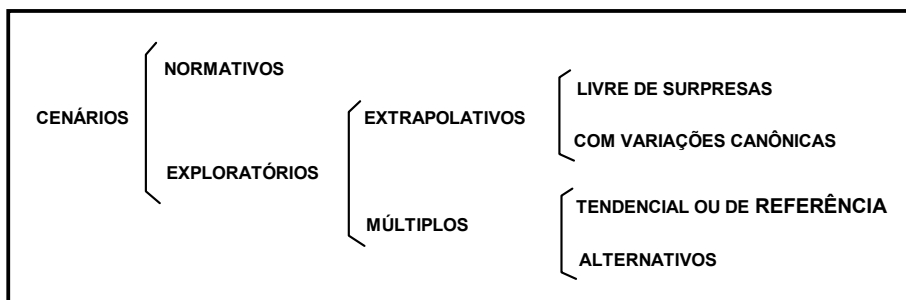 CENÁRIOS
NORMATIVOS
EXPLORATÓRIOS
EXTRAPOLATIVOS
MÚLTIPLOS
LIVRE DE SURPRESAS
COM VARIAÇÕES CANÔNICAS
TENDENCIAL OU DE REFERÊNCIA
ALTERNATIVOS